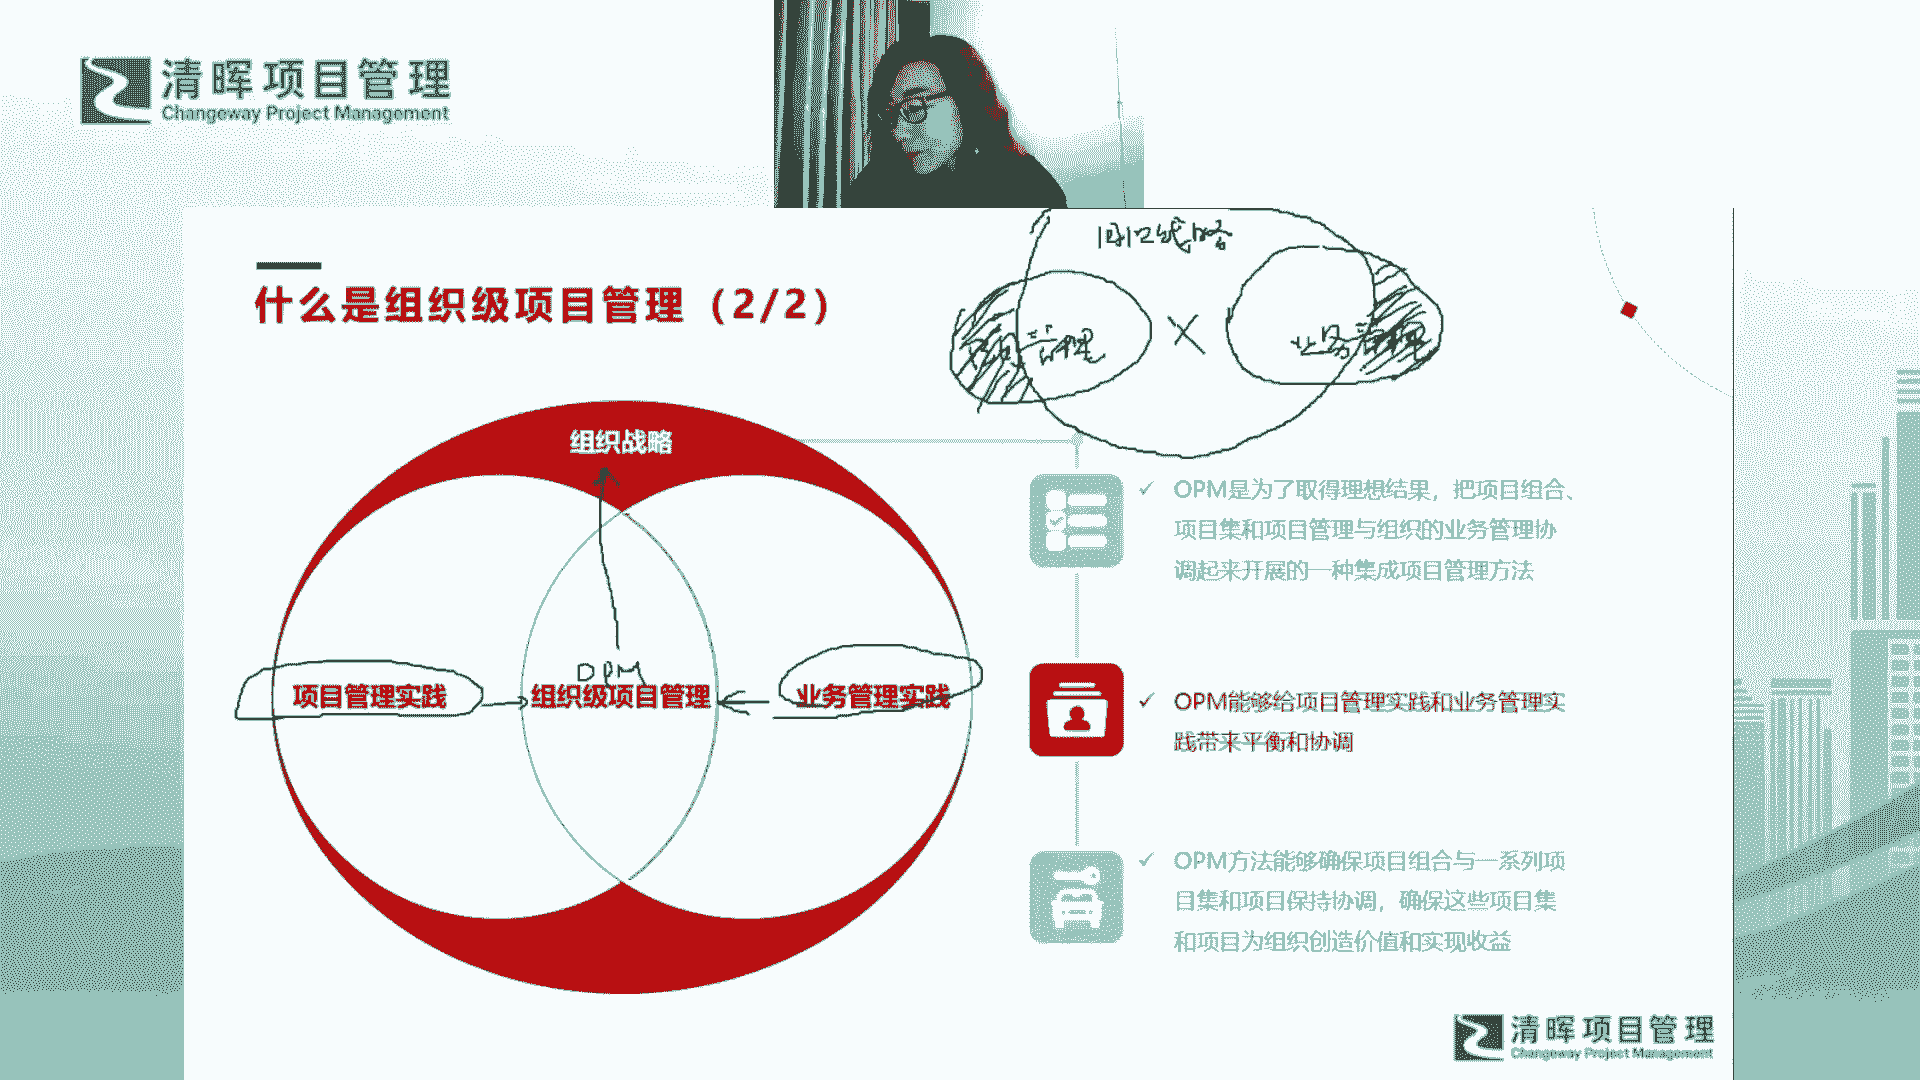 清晖项目管理
Changeway Project Management
什么是组织级项目管理（2/2）
管理
业务管理
组织战略
OPM
项目管理实践
组织级项目管理
业务管理实践
OPM是为了取得理想结果，把项目组合、
项目集和项目管理与组织的业务管理协
调起来开展的一种集成项目管理方法
OPM能够给项目管理实践和业务管理实
践带来平衡和协调
OPM方法能够确保项目组合与一系列项
目集和项目保持协调，确保这些项目集
和项目为组织创造价值和实现收益
清晖项目管理
Changeway Project Management